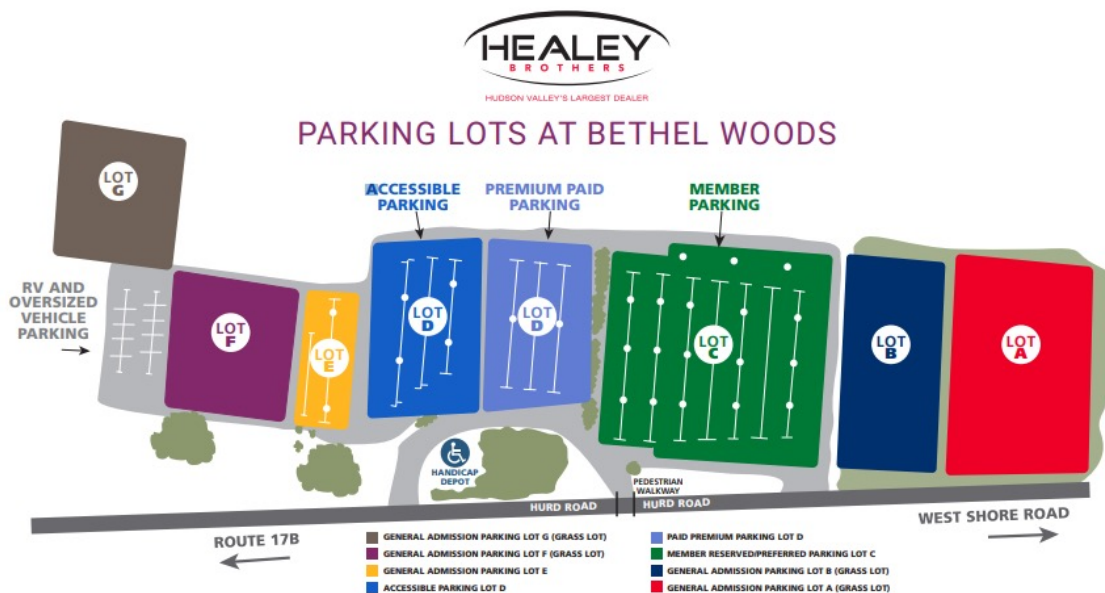 HEALEY
BROTHERS
HUDSON VALLEY'S LARGEST DEALER
PARKING LOTS AT BETHEL WOODS
LOT
G
ACCESSIBLE
PARKING
PREMIUM PAID
PARKING
MEMBER
PARKING
RV AND
OVERSIZED
VEHICLE
PARKING
LOT
F
LOT
E
LOT
D
LOT
D
LOT
C
LOT
B
LOT
A
HANDICAP
DEPOT
PEDESTRIAN
WALKWAY
HURD ROAD
HURD ROAD
ROUTE 17B
WEST SHORE ROAD
GENERAL ADMISSION PARKING LOT G (GRASS LOT)
GENERAL ADMISSION PARKING LOT F (GRASS LOT)
GENERAL ADMISSION PARKING LOT E
ACCESSIBLE PARKING LOT D
PAID PREMIUM PARKING LOT D
MEMBER RESERVED/PREFERRED PARKING LOT C
GENERAL ADMISSION PARKING LOT B (GRASS LOT)
GENERAL ADMISSION PARKING LOT A (GRASS LOT)